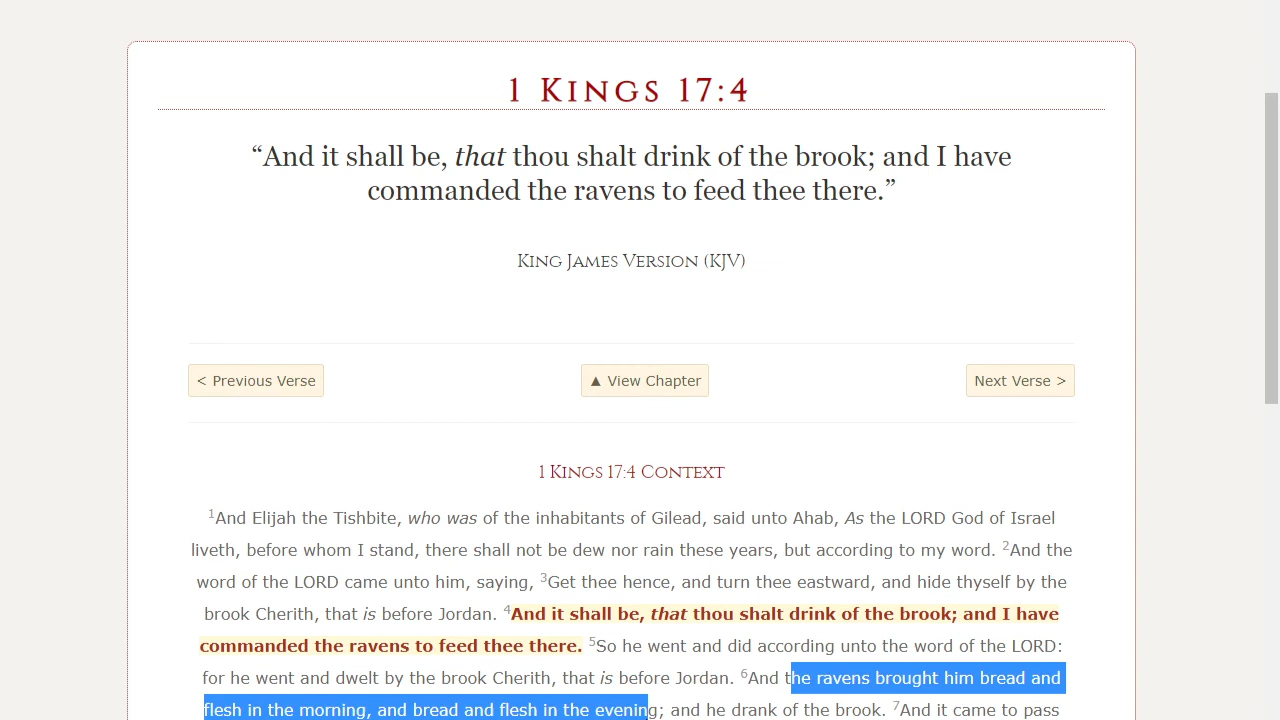 1 Kings 17:4
“And it shall be, that thou shalt drink of the brook; and I have
commanded the ravens to feed thee there.”
King James Version (KJV)
< Previous Verse
▲ View Chapter
Next Verse >
1 Kings 17:4 Context
1And Elijah the Tishbite, who was of the inhabitants of Gilead, said unto Ahab, As the LORD God of Israel
liveth, before whom I stand, there shall not be dew nor rain these years, but according to my word. 2And the
word of the LORD came unto him, saying, 3Get thee hence, and turn thee eastward, and hide thyself by the
brook Cherith, that is before Jordan. 4And it shall be, that thou shalt drink of the brook; and I have
commanded the ravens to feed thee there. 5So he went and did according unto the word of the LORD:
for he went and dwelt by the brook Cherith, that is before Jordan. 6And the ravens brought him bread and
flesh in the morning, and bread and flesh in the evening; and he drank of the brook. 7And it came to pass